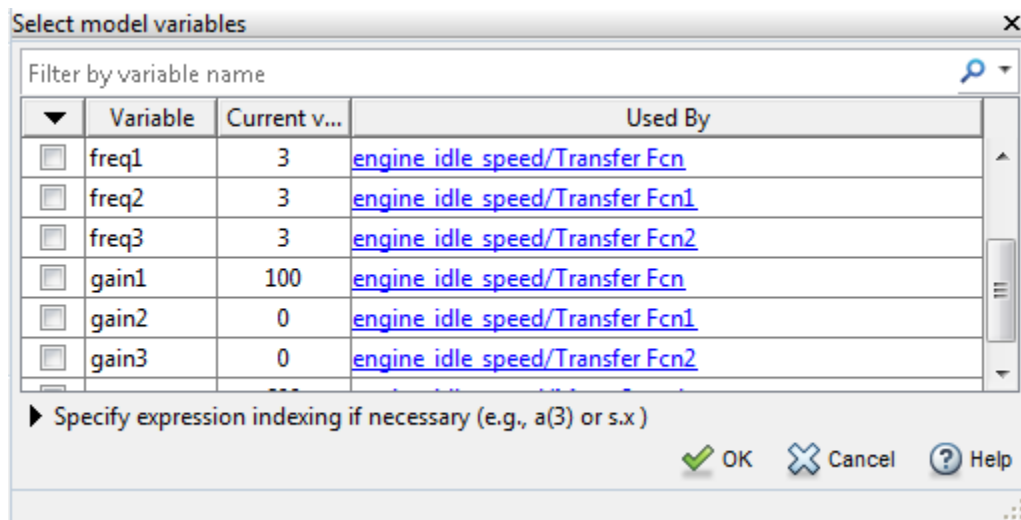 Select model variables
Filter by variable name
Variable Current v... Used By
freq1 3 engine_idle_speed/Transfer Fcn
freq2 3 engine_idle_speed/Transfer Fcn1
freq3 3 engine_idle_speed/Transfer Fcn2
gain1 100 engine_idle_speed/Transfer Fcn
gain2 0 engine_idle_speed/Transfer Fcn1
gain3 0 engine_idle_speed/Transfer Fcn2
Specify expression indexing if necessary (e.g., a(3) or s.x )
OK Cancel Help